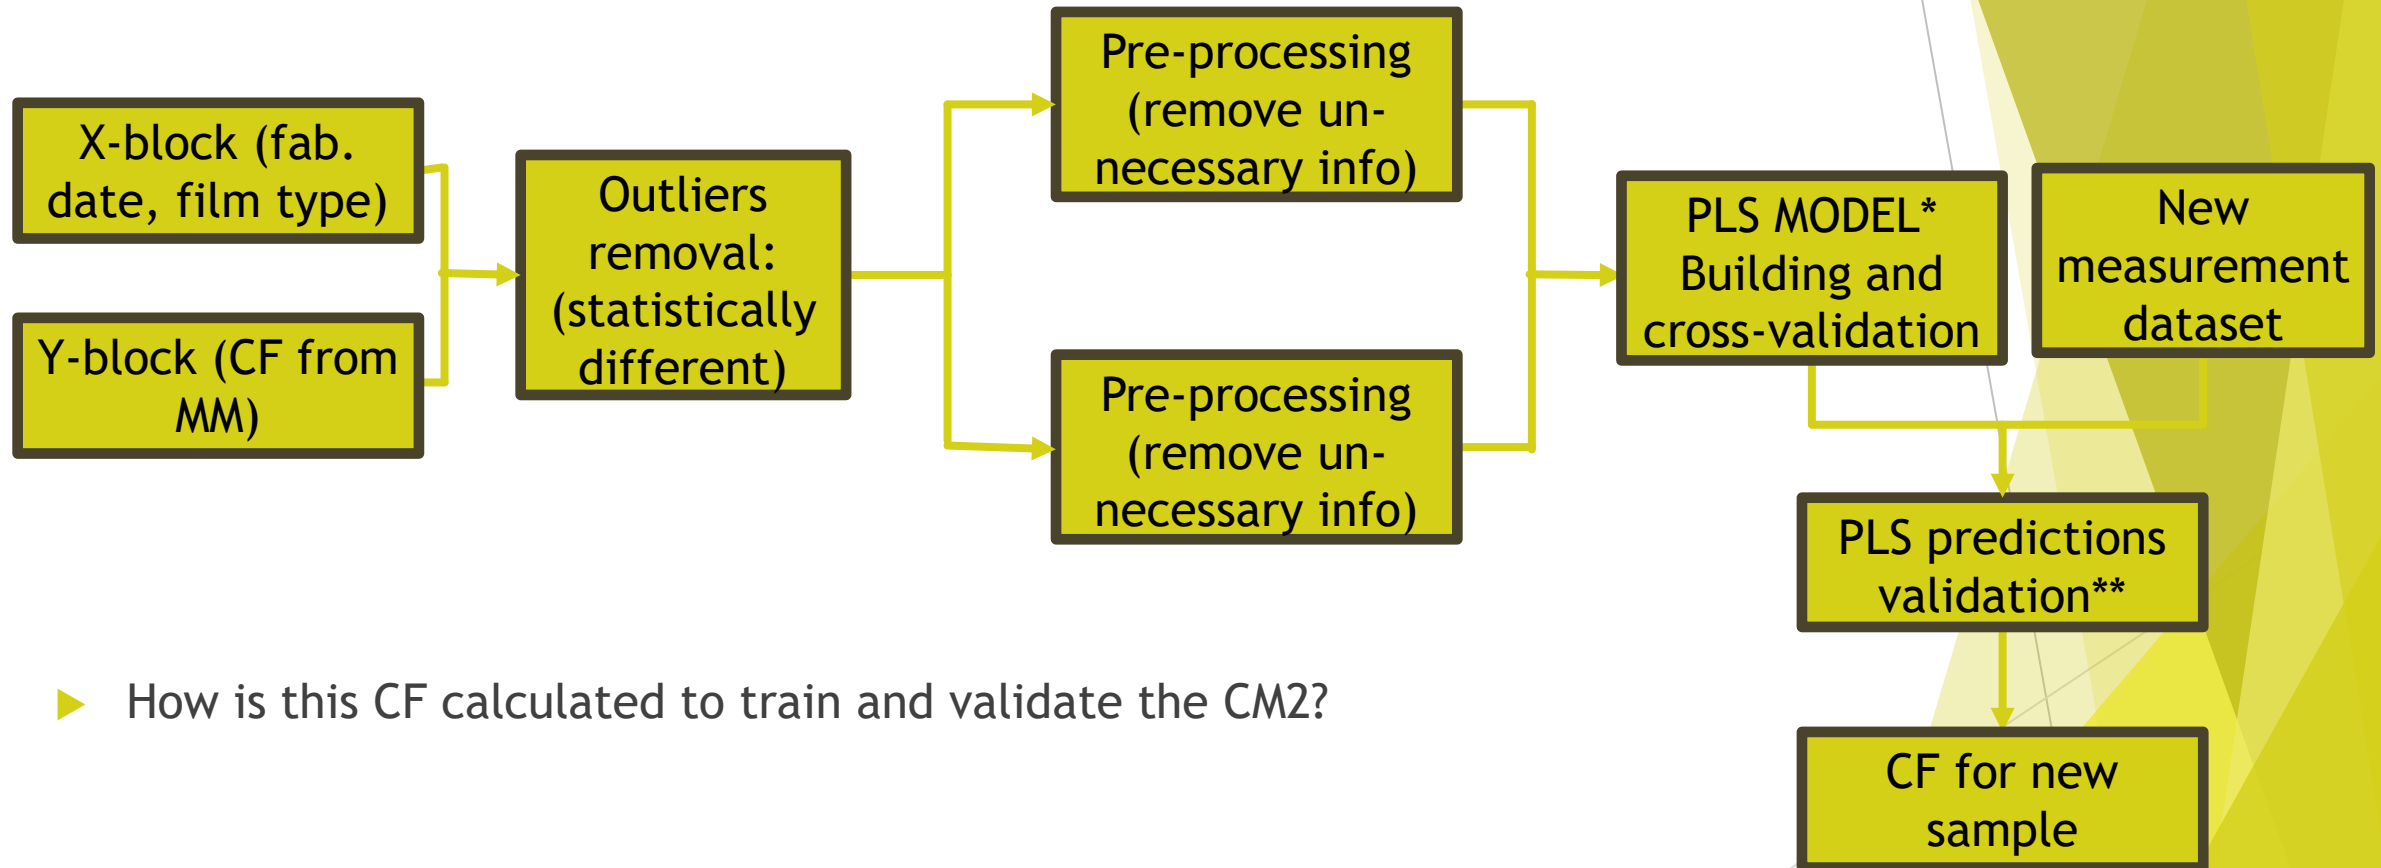 X-block (fab.
date, film type)
Y-block (CF from
MM)
Outliers
removal:
(statistically
different)
Pre-processing
(remove un-
necessary info)
Pre-processing
(remove un-
necessary info)
PLS MODEL*
Building and
cross-validation
New
measurement
dataset
PLS predictions
validation**
CF for new
sample
How is this CF calculated to train and validate the CM2?